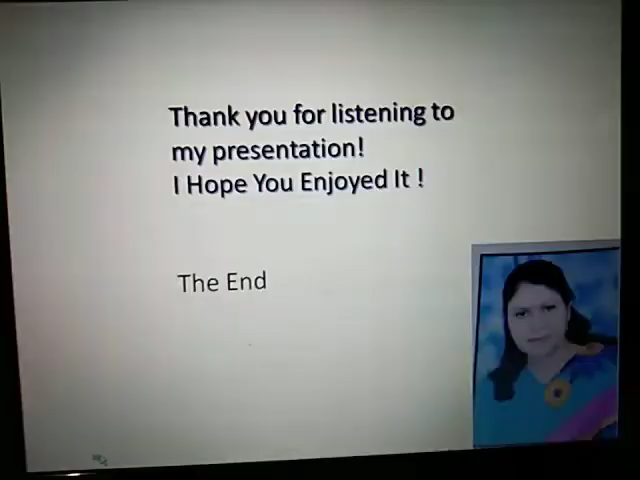 Thank you for listening to
my presentation!
I Hope You Enjoyed It !
The End